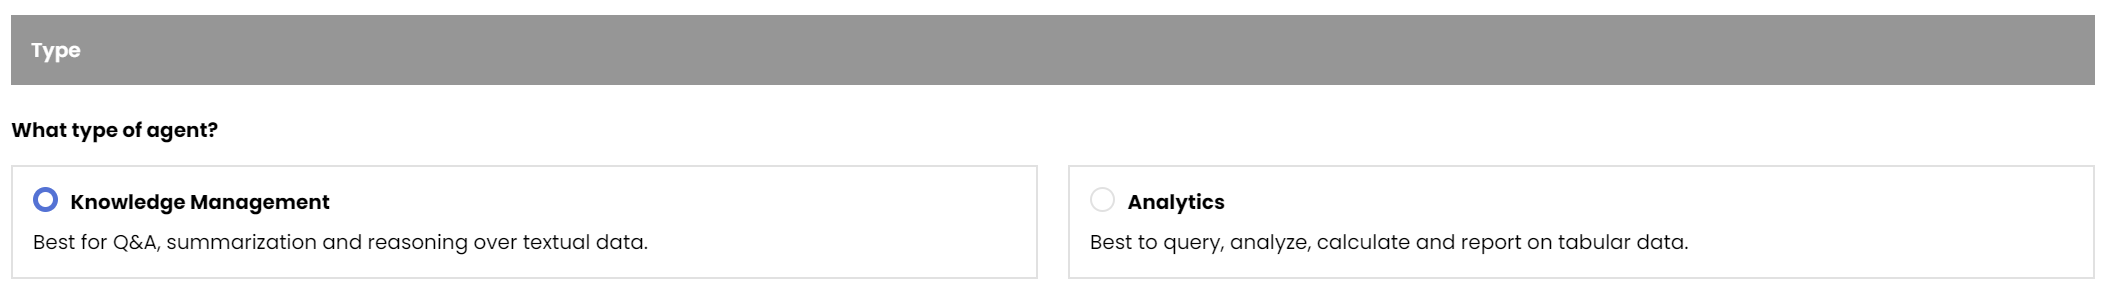 Type
What type of agent?
Knowledge Management
Best for Q&A, summarization and reasoning over textual data.
Analytics
Best to query, analyze, calculate and report on tabular data.